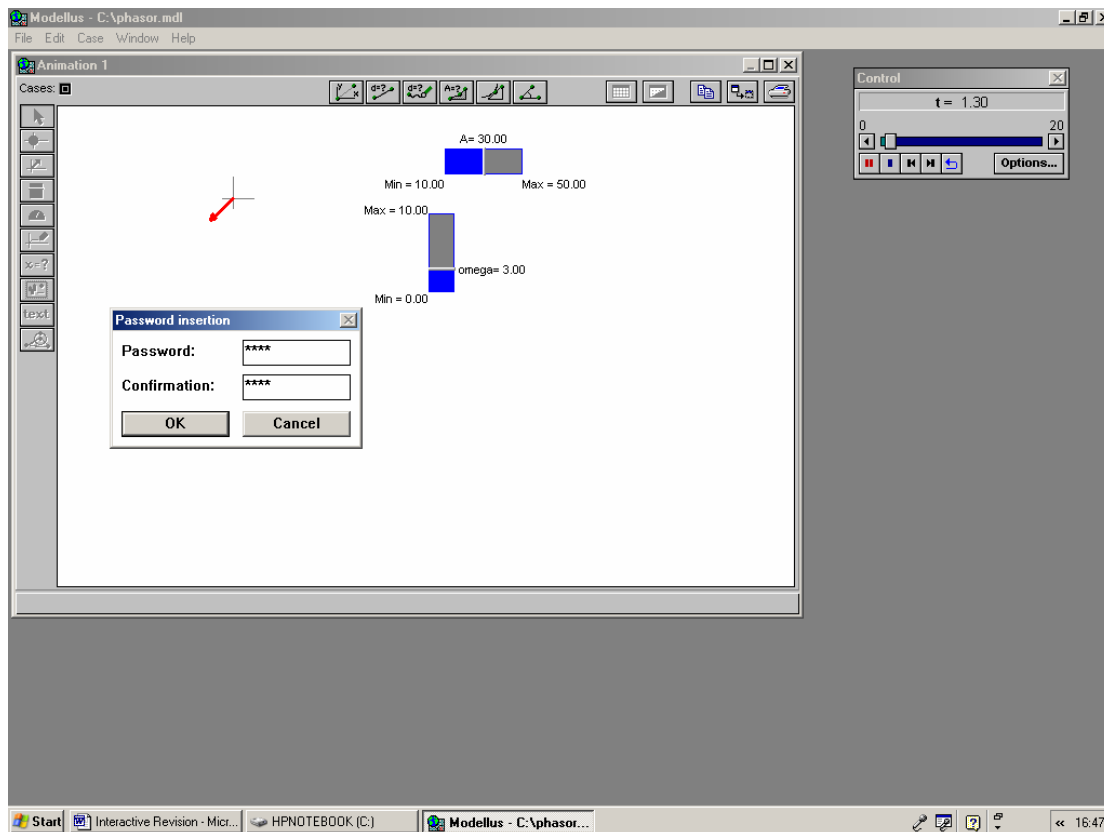 Modellus - C:\phasor.mdl
File Edit Case Window Help
Animation 1
Cases:
Control
t = 1.30
0 20
Options...
A= 30.00
Min = 10.00 Max = 50.00
Max = 10.00
omega= 3.00
Min = 0.00
x=?
text
Password insertion
Password: ****
Confirmation: ****
OK Cancel
Start Interactive Revision - Micr... HPNOTEBOOK (C:) Modellus - C:\phasor... « 16:47